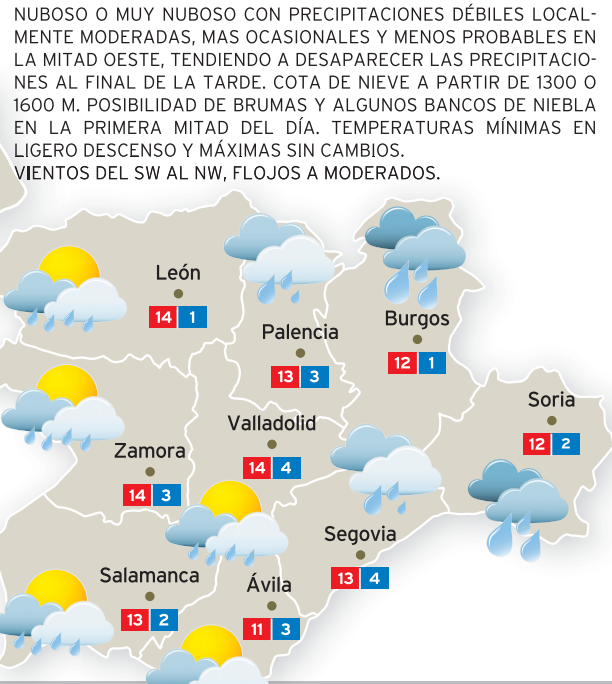 NUBOSO O MUY NUBOSO CON PRECIPITACIONES DÉBILES LOCAL-
MENTE MODERADAS, MAS OCASIONALES Y MENOS PROBABLES EN
LA MITAD OESTE, TENDIENDO A DESAPARECER LAS PRECIPITACIO-
NES AL FINAL DE LA TARDE. COTA DE NIEVE A PARTIR DE 1300 O
1600 M. POSIBILIDAD DE BRUMAS Y ALGUNOS BANCOS DE NIEBLA
EN LA PRIMERA MITAD DEL DÍA. TEMPERATURAS MÍNIMAS EN
LIGERO DESCENSO Y MÁXIMAS SIN CAMBIOS.
VIENTOS DEL SW AL NW, FLOJOS A MODERADOS.
León
14 1
Palencia
13 3
Burgos
12 1
Soria
12 2
Valladolid
14 4
Zamora
14 3
Segovia
13 4
Salamanca
13 2
Ávila
11 3